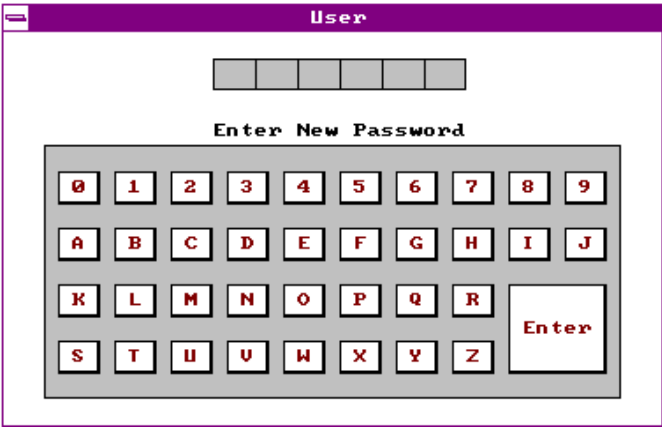 User
Enter New Password
0 1 2 3 4 5 6 7 8 9
A B C D E F G H I J
K L M N O P Q R
Enter
S T U V W X Y Z